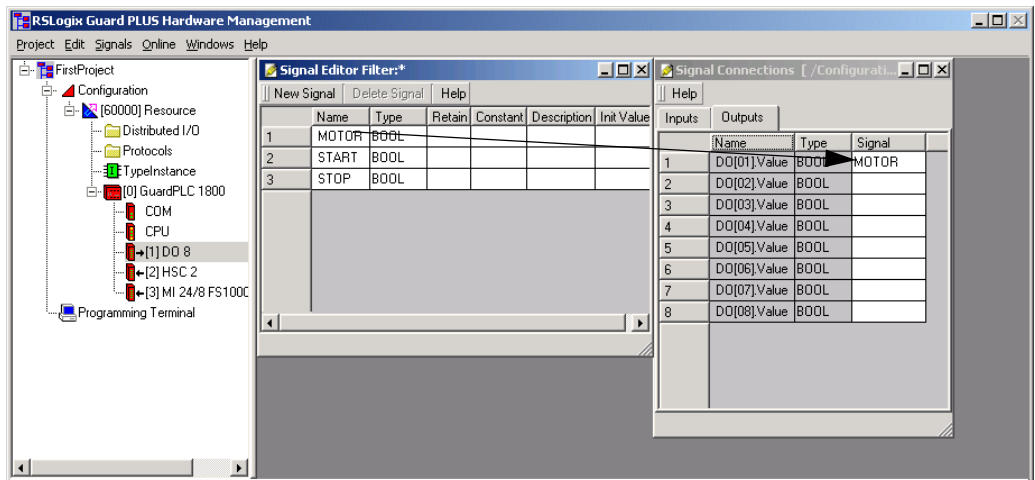 RSLogix Guard PLUS Hardware Management
Project Edit Signals Online Windows Help
FirstProject
Configuration
[60000] Resource
Distributed I/O
Protocols
TypeInstance
[0] GuardPLC 1800
COM
CPU
[1] DO 8
[2] HSC 2
[3] MI 24/8 FS1000
Programming Terminal
Signal Editor Filter:*
New Signal Delete Signal Help
Name Type Retain Constant Description Init Value
1 MOTOR BOOL
2 START BOOL
3 STOP BOOL
Signal Connections [ /Configurati...
Help
Inputs Outputs
Name Type Signal
1 DO[01].Value BOOL MOTOR
2 DO[02].Value BOOL
3 DO[03].Value BOOL
4 DO[04].Value BOOL
5 DO[05].Value BOOL
6 DO[06].Value BOOL
7 DO[07].Value BOOL
8 DO[08].Value BOOL